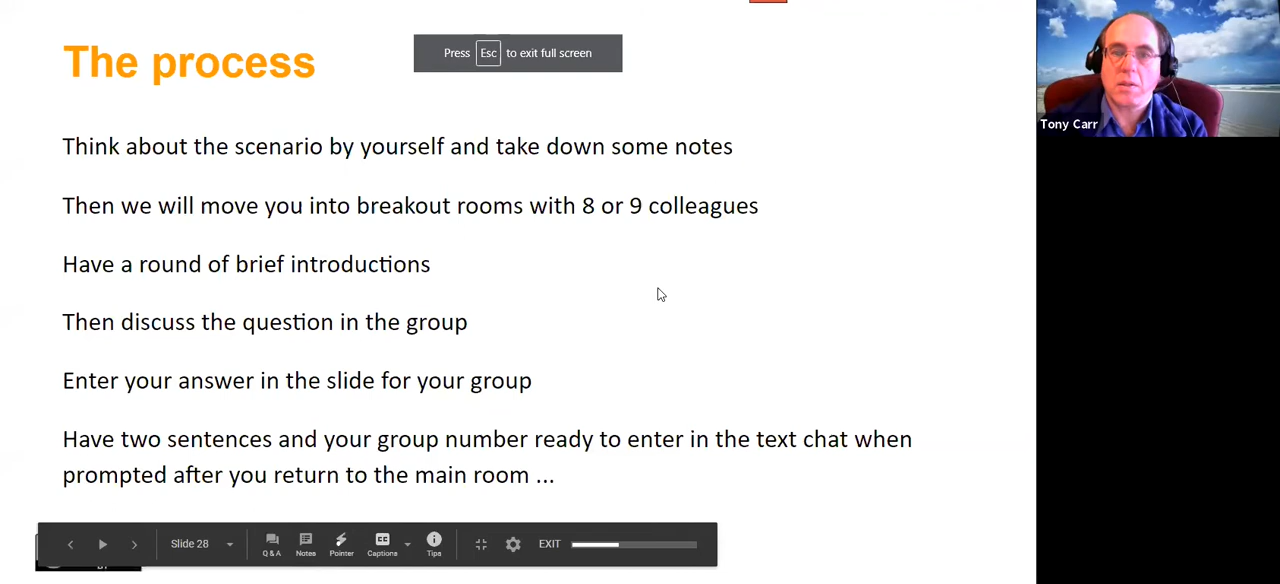 The process
Press Esc to exit full screen
Tony Carr
Think about the scenario by yourself and take down some notes
Then we will move you into breakout rooms with 8 or 9 colleagues
Have a round of brief introductions
Then discuss the question in the group
Enter your answer in the slide for your group
Have two sentences and your group number ready to enter in the text chat when
prompted after you return to the main room ...
Slide 28
Q & A
Notes
Pointer
CC
Captions
Tips
EXIT